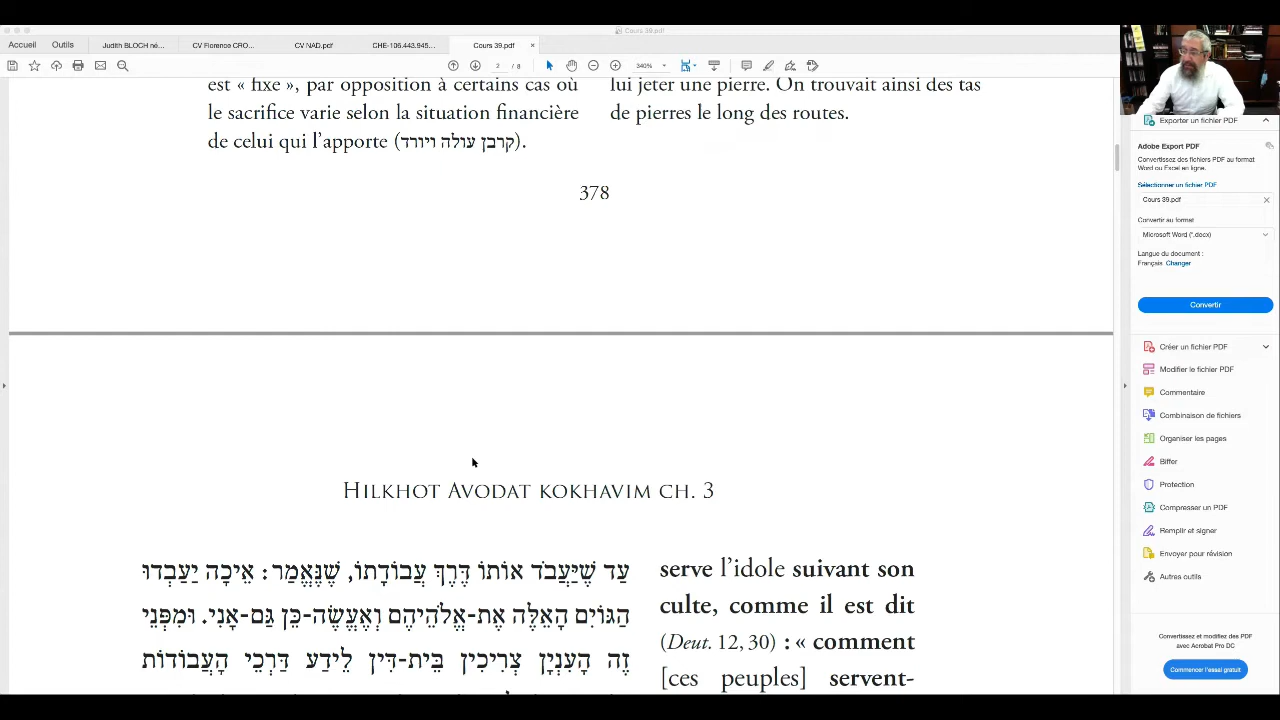 Cours 39.pdf
Accueil Outils Judith BLOCH né... CV Florence CRO... CV NAD.pdf CHE-106.443.945... Cours 39.pdf ×
2 / 8 340%
est « fixe », par opposition à certains cas où
le sacrifice varie selon la situation financière
de celui qui l'apporte (קרבן עולה ויורד).
lui jeter une pierre. On trouvait ainsi des tas
de pierres le long des routes.
378
Hilkhot Avodat kokhavim ch. 3
עַד שֶׁיַּעֲבֹד אוֹתוֹ דֶּרֶךְ עֲבוֹדָתוֹ, שֶׁנֶּאֱמַר: אֵיכָה יַעַבְדוּ
הַגּוֹיִם הָאֵלֶּה אֶת-אֱלֹהֵיהֶם וְאֶעֱשֶׂה-כֵּן גַּם-אָנִי. וּמִפְּנֵי
זֶה הָעִנְיָן צְרִיכִין בֵּית-דִּין לֵידַע דַּרְכֵי הָעֲבוֹדוֹת
serve l'idole suivant son
culte, comme il est dit
(Deut. 12, 30) : « comment
[ces peuples] servent-
Exporter un fichier PDF
Adobe Export PDF
Convertissez des fichiers PDF au format
Word ou Excel en ligne.
Sélectionner un fichier PDF
Cours 39.pdf
Convertir au format
Microsoft Word (*.docx)
Langue du document :
Français Changer
Convertir
Créer un fichier PDF
Modifier le fichier PDF
Commentaire
Combinaison de fichiers
Organiser les pages
Biffer
Protection
Compresser un PDF
Remplir et signer
Envoyer pour révision
Autres outils
Convertissez et modifiez des PDF
avec Acrobat Pro DC
Commencer l'essai gratuit